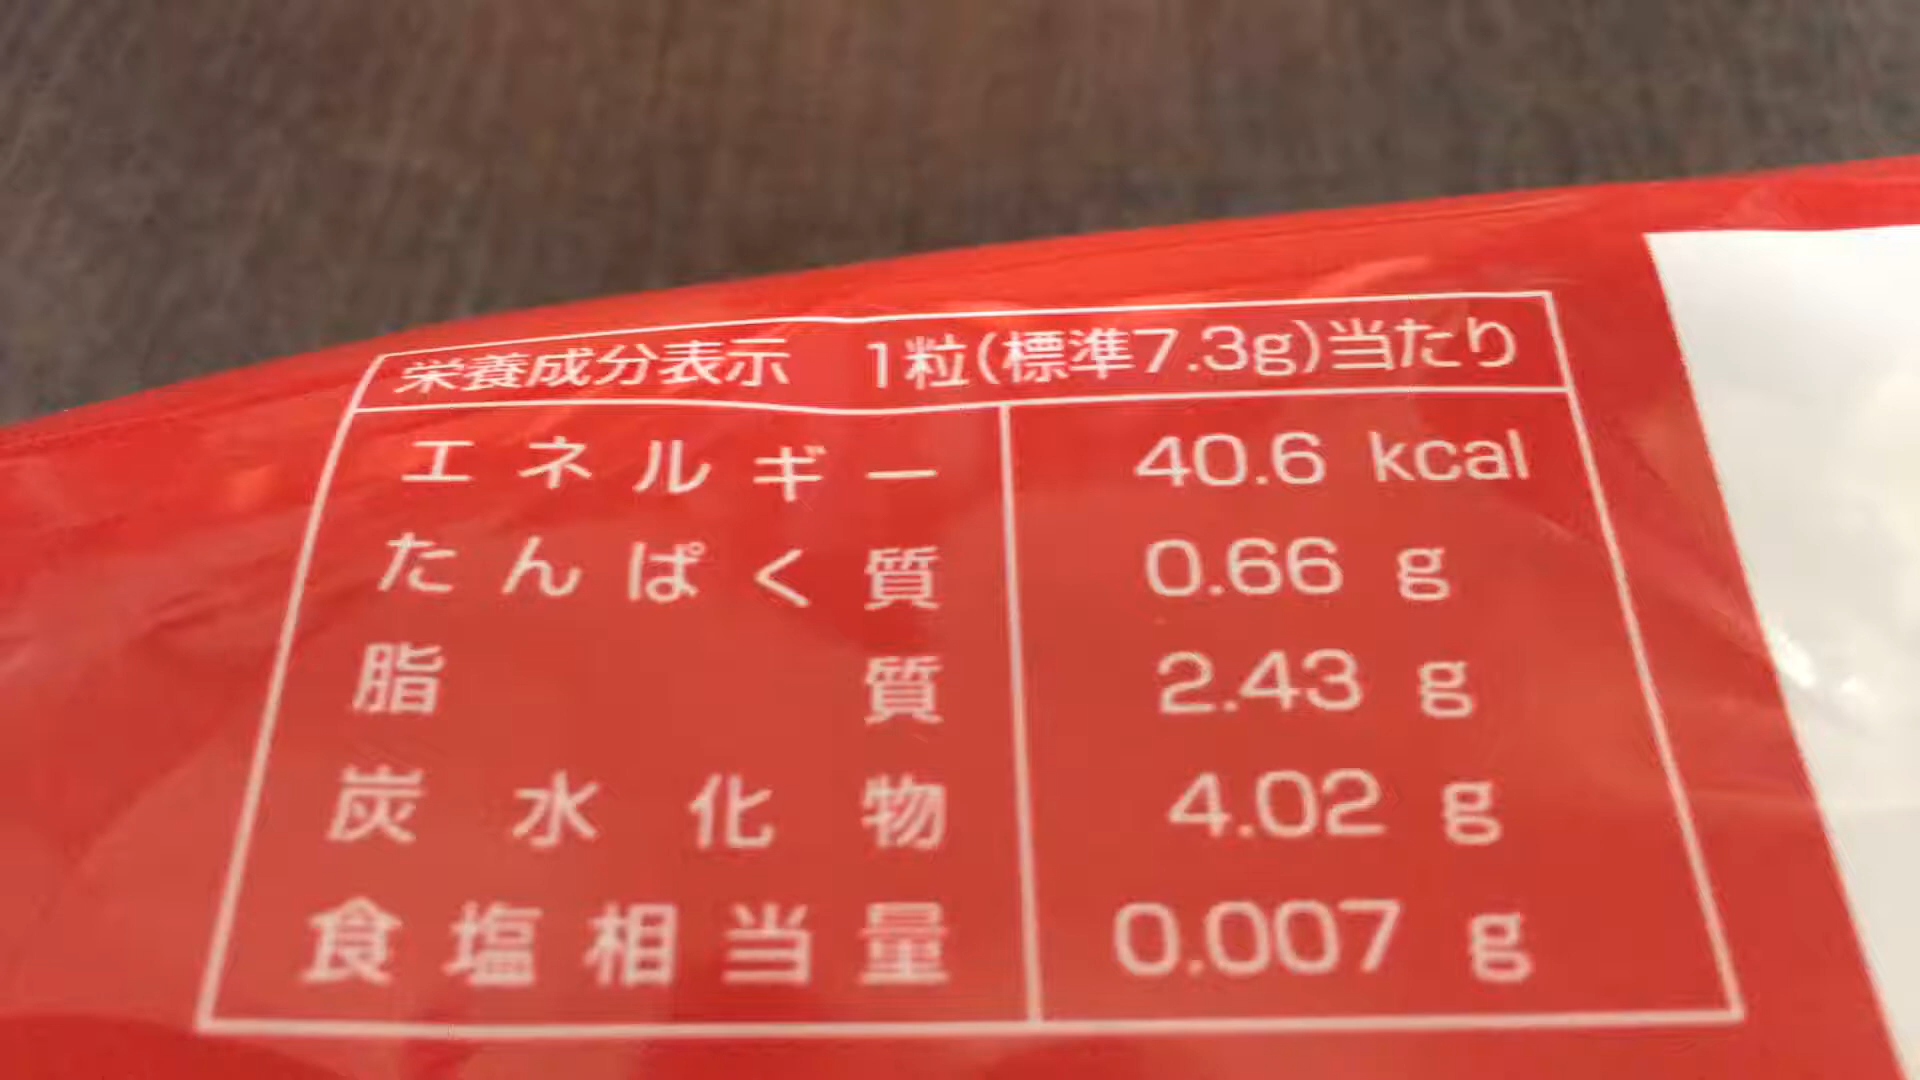 栄養成分表示 1粒(標準7.3g)当たり
エネルギー 40.6 kcal
たんぱく質 0.66 g
脂質 2.43 g
炭水化物 4.02 g
食塩相当量 0.007 g